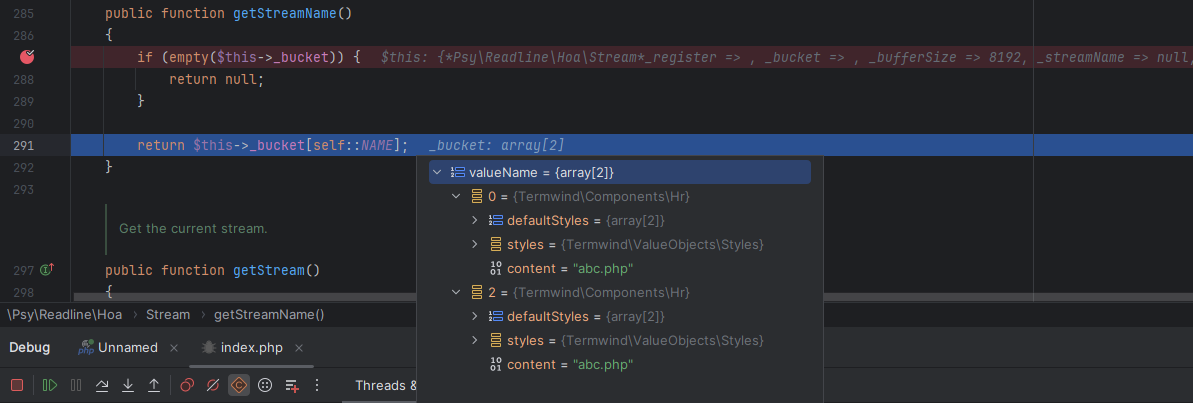 285 public function getStreamName()
286 {
if (empty($this->_bucket)) { $this: {*Psy\Readline\Hoa\Stream*_register => , _bucket => , _bufferSize => 8192, _streamName => null,
288 return null;
289 }
290
291 return $this->_bucket[self::NAME]; _bucket: array[2]
292 }
293
valueName = {array[2]}
0 = {Termwind\Components\Hr}
defaultStyles = {array[2]}
styles = {Termwind\ValueObjects\Styles}
content = "abc.php"
2 = {Termwind\Components\Hr}
defaultStyles = {array[2]}
styles = {Termwind\ValueObjects\Styles}
content = "abc.php"
Get the current stream.
297 public function getStream()
298 {
\Psy\Readline\Hoa › Stream › getStreamName()
Debug php Unnamed × index.php ×
Threads &